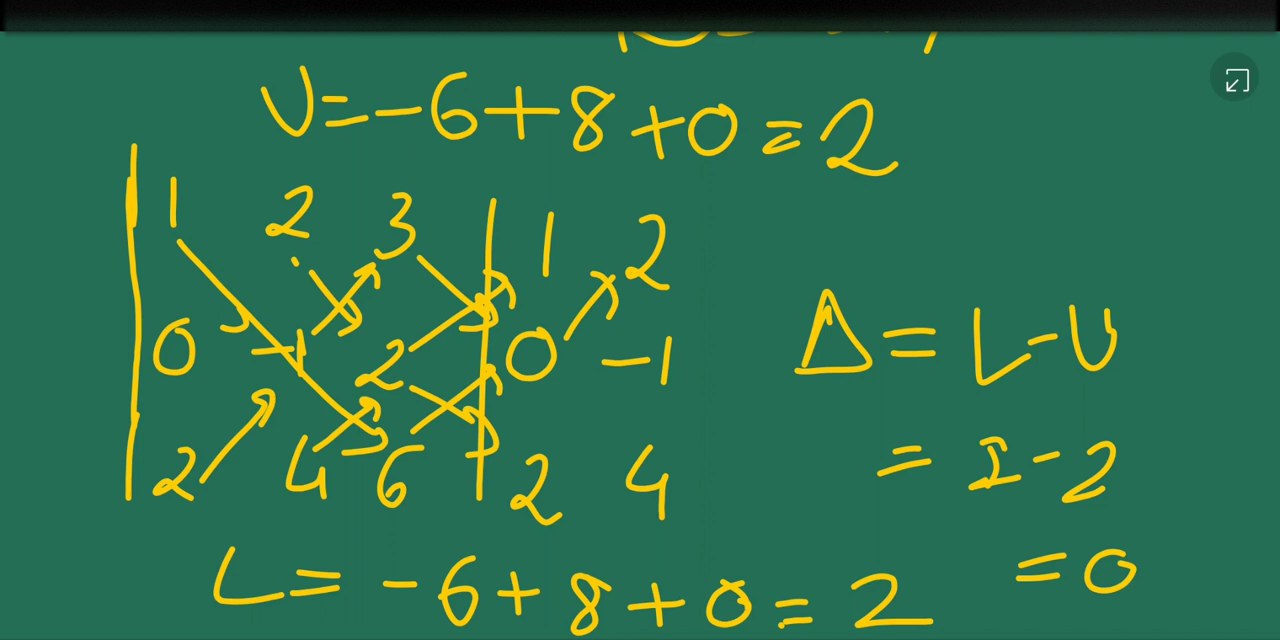 U = -6 + 8 + 0 = 2
| 1 2 3 | 1 2
0 -1 2 0 -1
2 4 6 2 4
Δ = L - U
= 2 - 2
= 0
L = -6 + 8 + 0 = 2